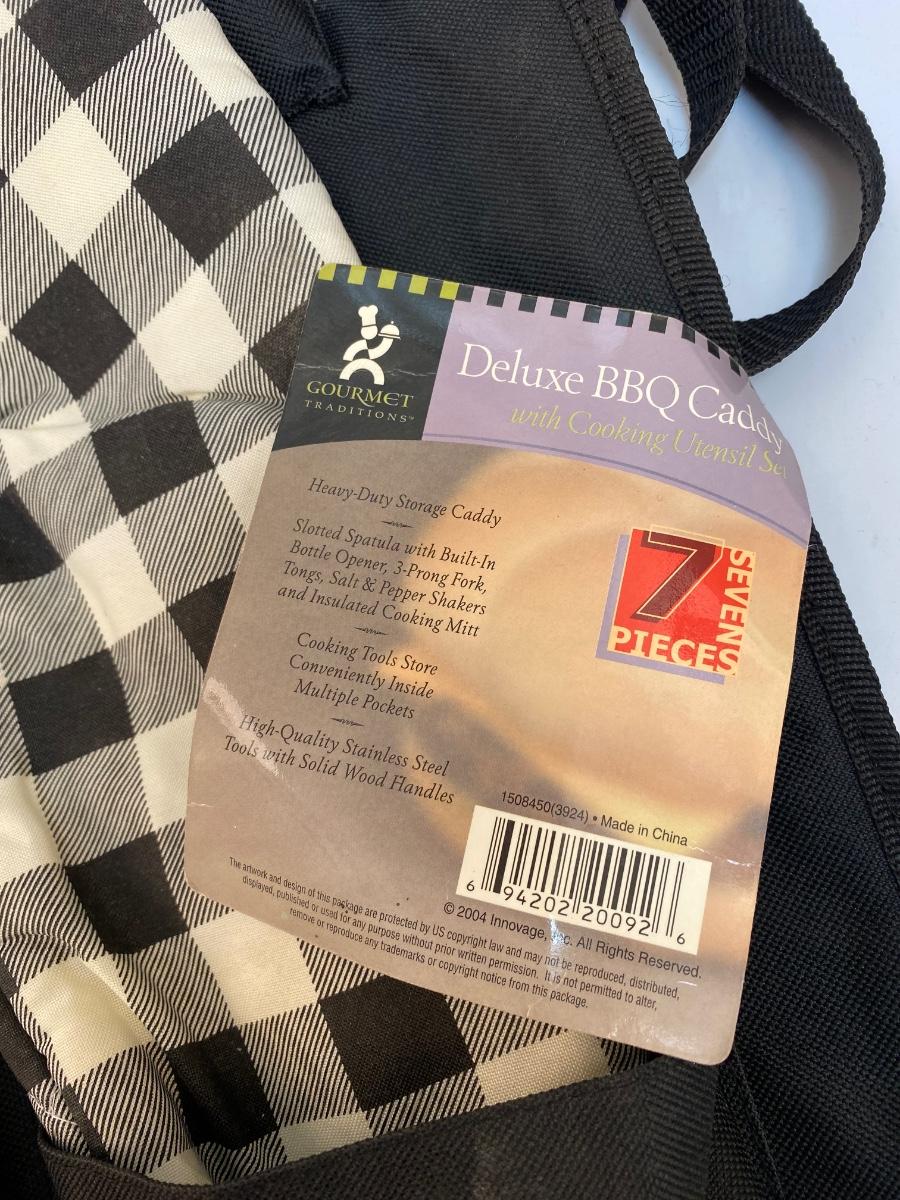 GOURMET
TRADITIONS™
Deluxe BBQ Caddy
with Cooking Utensil Set
Heavy-Duty Storage Caddy
Slotted Spatula with Built-In
Bottle Opener, 3-Prong Fork,
Tongs, Salt & Pepper Shakers
and Insulated Cooking Mitt
Cooking Tools Store
Conveniently Inside
Multiple Pockets
High-Quality Stainless Steel
Tools with Solid Wood Handles
7
SEVEN
PIECES
1508450(3924) • Made in China
6 94202 20092 6
© 2004 Innovage, Inc. All Rights Reserved.
The artwork and design of this package are protected by US copyright law and may not be reproduced, distributed,
displayed, published or used for any purpose without prior written permission. It is not permitted to alter,
remove or reproduce any trademarks or copyright notice from this package.